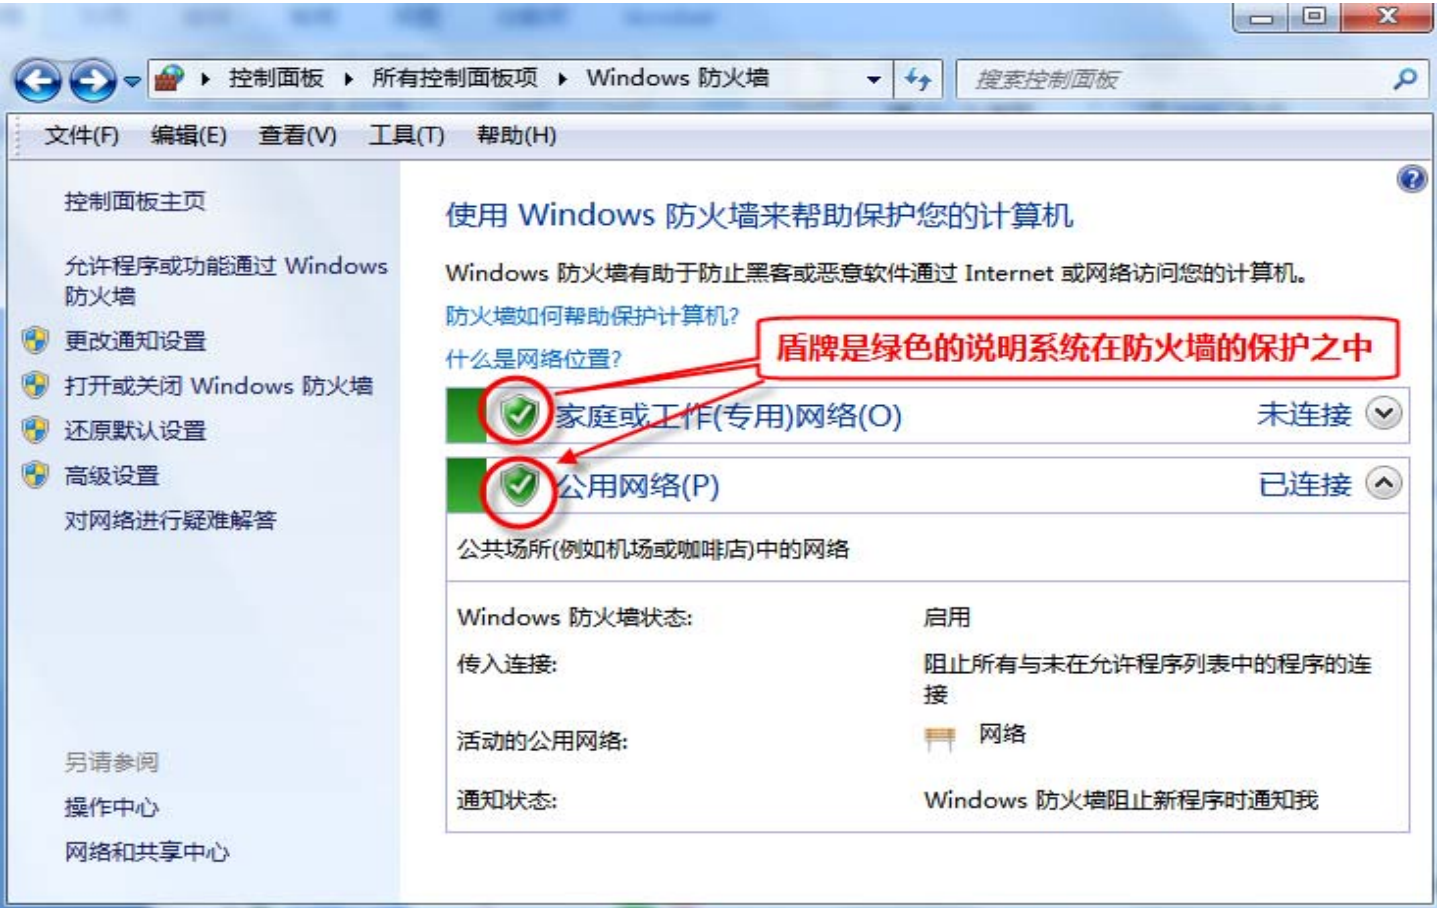 控制面板 ▸ 所有控制面板项 ▸ Windows 防火墙
搜索控制面板
文件(F) 编辑(E) 查看(V) 工具(T) 帮助(H)
控制面板主页
允许程序或功能通过 Windows
防火墙
更改通知设置
打开或关闭 Windows 防火墙
还原默认设置
高级设置
对网络进行疑难解答
另请参阅
操作中心
网络和共享中心
使用 Windows 防火墙来帮助保护您的计算机
Windows 防火墙有助于防止黑客或恶意软件通过 Internet 或网络访问您的计算机。
防火墙如何帮助保护计算机?
什么是网络位置?
盾牌是绿色的说明系统在防火墙的保护之中
家庭或工作(专用)网络(O) 未连接
公用网络(P) 已连接
公共场所(例如机场或咖啡店)中的网络
Windows 防火墙状态: 启用
传入连接: 阻止所有与未在允许程序列表中的程序的连
接
活动的公用网络: 网络
通知状态: Windows 防火墙阻止新程序时通知我